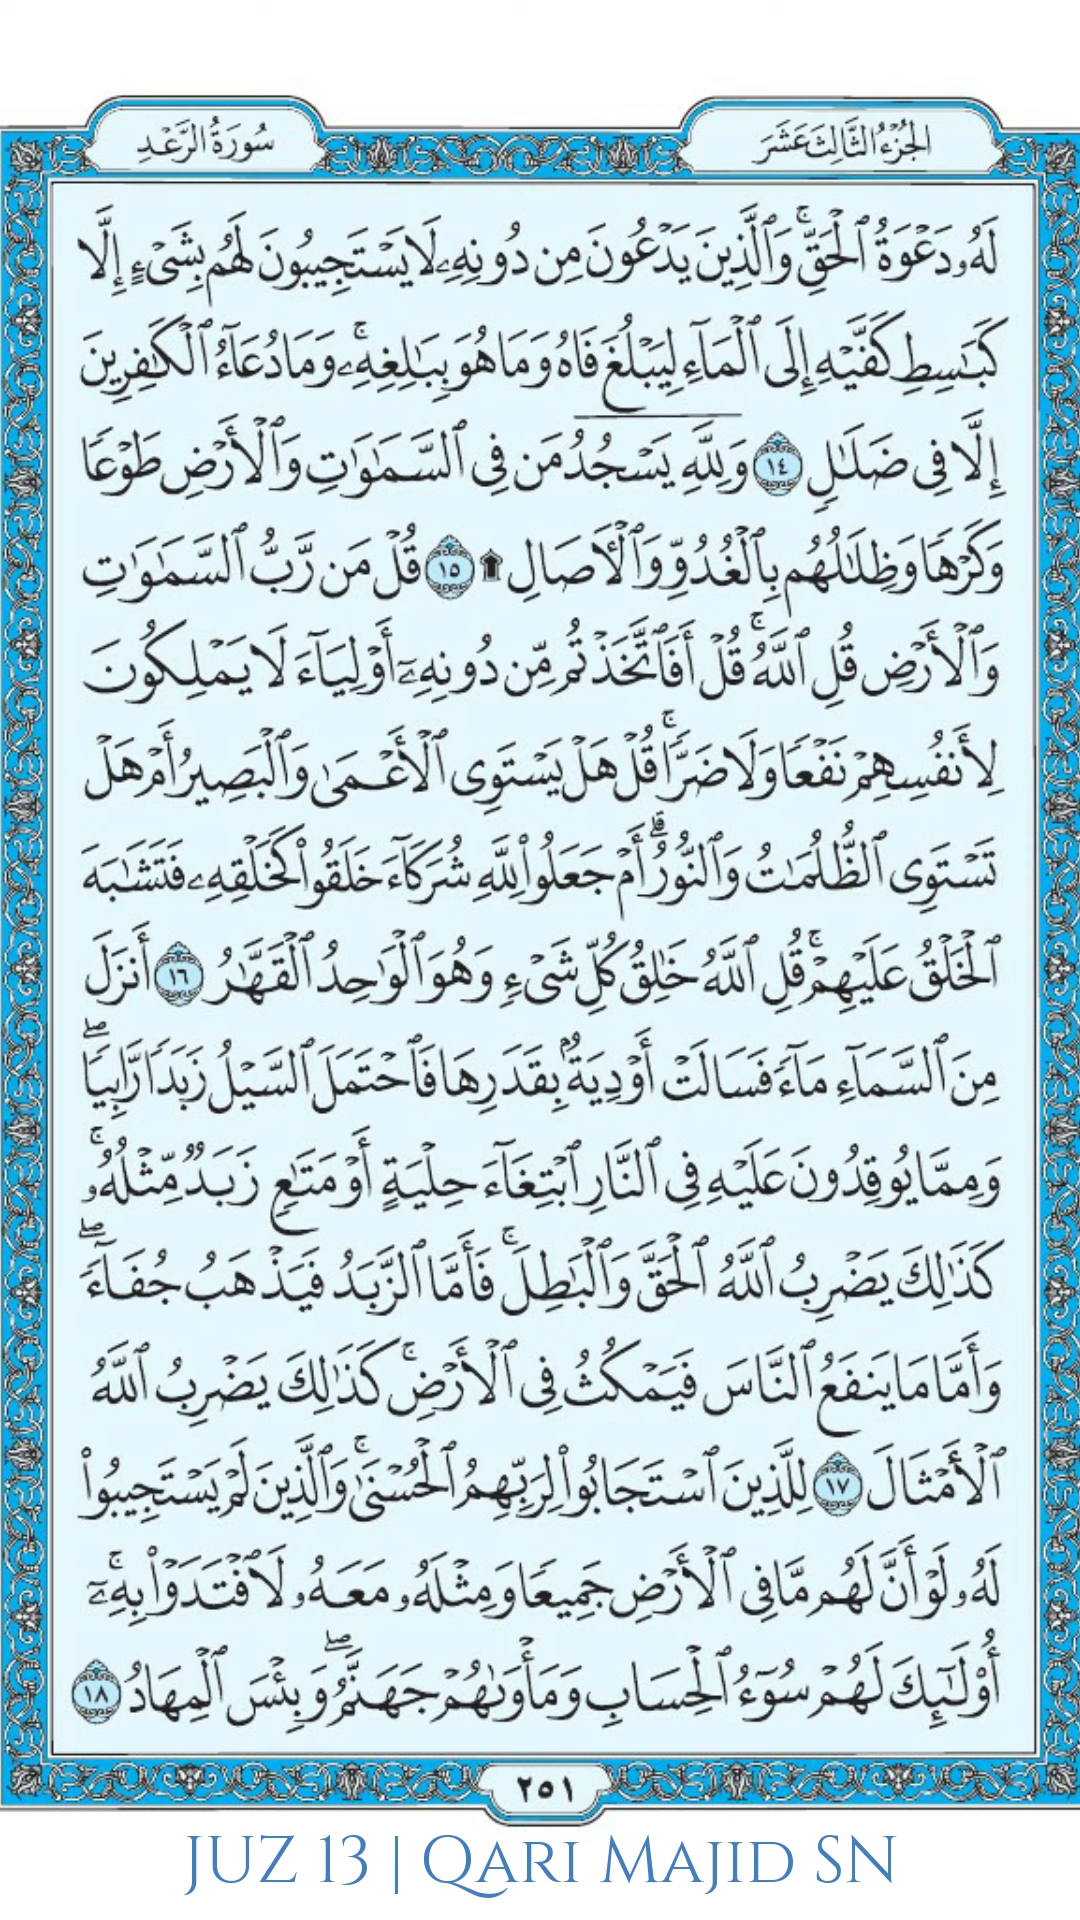 الجُزْءُ الثَّالِثَ عَشَرَ
سُورَةُ الرَّعْدِ
لَهُۥ دَعْوَةُ ٱلْحَقِّۚ وَٱلَّذِينَ يَدْعُونَ مِن دُونِهِۦ لَا يَسْتَجِيبُونَ لَهُم بِشَىْءٍ إِلَّا
كَبَـٰسِطِ كَفَّيْهِ إِلَى ٱلْمَآءِ لِيَبْلُغَ فَاهُ وَمَا هُوَ بِبَـٰلِغِهِۦۚ وَمَا دُعَآءُ ٱلْكَـٰفِرِينَ
إِلَّا فِى ضَلَـٰلٍ ١٤ وَلِلَّهِ يَسْجُدُ مَن فِى ٱلسَّمَـٰوَٰتِ وَٱلْأَرْضِ طَوْعًا
وَكَرْهًا وَظِلَـٰلُهُم بِٱلْغُدُوِّ وَٱلْـَٔاصَالِ ۩ ١٥ قُلْ مَن رَّبُّ ٱلسَّمَـٰوَٰتِ
وَٱلْأَرْضِ قُلِ ٱللَّهُۚ قُلْ أَفَٱتَّخَذْتُم مِّن دُونِهِۦٓ أَوْلِيَآءَ لَا يَمْلِكُونَ
لِأَنفُسِهِمْ نَفْعًا وَلَا ضَرًّاۚ قُلْ هَلْ يَسْتَوِى ٱلْأَعْمَىٰ وَٱلْبَصِيرُ أَمْ هَلْ
تَسْتَوِى ٱلظُّلُمَـٰتُ وَٱلنُّورُۗ أَمْ جَعَلُوا۟ لِلَّهِ شُرَكَآءَ خَلَقُوا۟ كَخَلْقِهِۦ فَتَشَـٰبَهَ
ٱلْخَلْقُ عَلَيْهِمْۚ قُلِ ٱللَّهُ خَـٰلِقُ كُلِّ شَىْءٍ وَهُوَ ٱلْوَٰحِدُ ٱلْقَهَّـٰرُ ١٦ أَنزَلَ
مِنَ ٱلسَّمَآءِ مَآءً فَسَالَتْ أَوْدِيَةٌۢ بِقَدَرِهَا فَٱحْتَمَلَ ٱلسَّيْلُ زَبَدًا رَّابِيًاۖ
وَمِمَّا يُوقِدُونَ عَلَيْهِ فِى ٱلنَّارِ ٱبْتِغَآءَ حِلْيَةٍ أَوْ مَتَـٰعٍ زَبَدٌ مِّثْلُهُۥۚ
كَذَٰلِكَ يَضْرِبُ ٱللَّهُ ٱلْحَقَّ وَٱلْبَـٰطِلَۚ فَأَمَّا ٱلزَّبَدُ فَيَذْهَبُ جُفَآءًۖ
وَأَمَّا مَا يَنفَعُ ٱلنَّاسَ فَيَمْكُثُ فِى ٱلْأَرْضِۚ كَذَٰلِكَ يَضْرِبُ ٱللَّهُ
ٱلْأَمْثَالَ ١٧ لِلَّذِينَ ٱسْتَجَابُوا۟ لِرَبِّهِمُ ٱلْحُسْنَىٰۚ وَٱلَّذِينَ لَمْ يَسْتَجِيبُوا۟
لَهُۥ لَوْ أَنَّ لَهُم مَّا فِى ٱلْأَرْضِ جَمِيعًا وَمِثْلَهُۥ مَعَهُۥ لَٱفْتَدَوْا۟ بِهِۦٓۚ
أُو۟لَـٰٓئِكَ لَهُمْ سُوٓءُ ٱلْحِسَابِ وَمَأْوَىٰهُمْ جَهَنَّمُۖ وَبِئْسَ ٱلْمِهَادُ ١٨
٢٥١
JUZ 13 | QARI MAJID SN